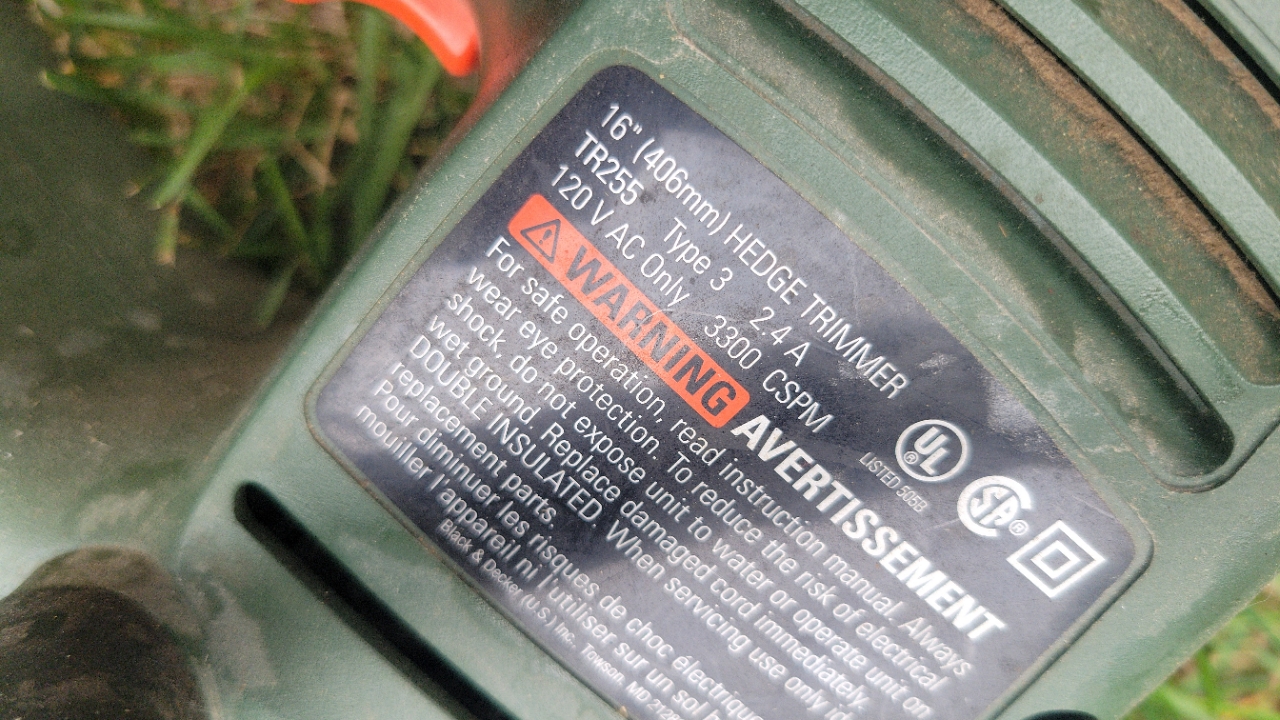 16" (406mm) HEDGE TRIMMER
TR255 Type 3 2.4 A
120 V AC Only 3300 CSPM
WARNING AVERTISSEMENT
For safe operation, read instruction manual. Always
wear eye protection. To reduce the risk of electrical
shock, do not expose unit to water or operate unit on
wet ground. Replace damaged cord immediately.
DOUBLE INSULATED. When servicing use only
replacement parts.
Pour diminuer les risques de choc
mouiller l'appareil ni l'utiliser sur un sol
Black & Decker (U.S.) Inc. Towson, MD
UL ®
LISTED 505B
SA ®